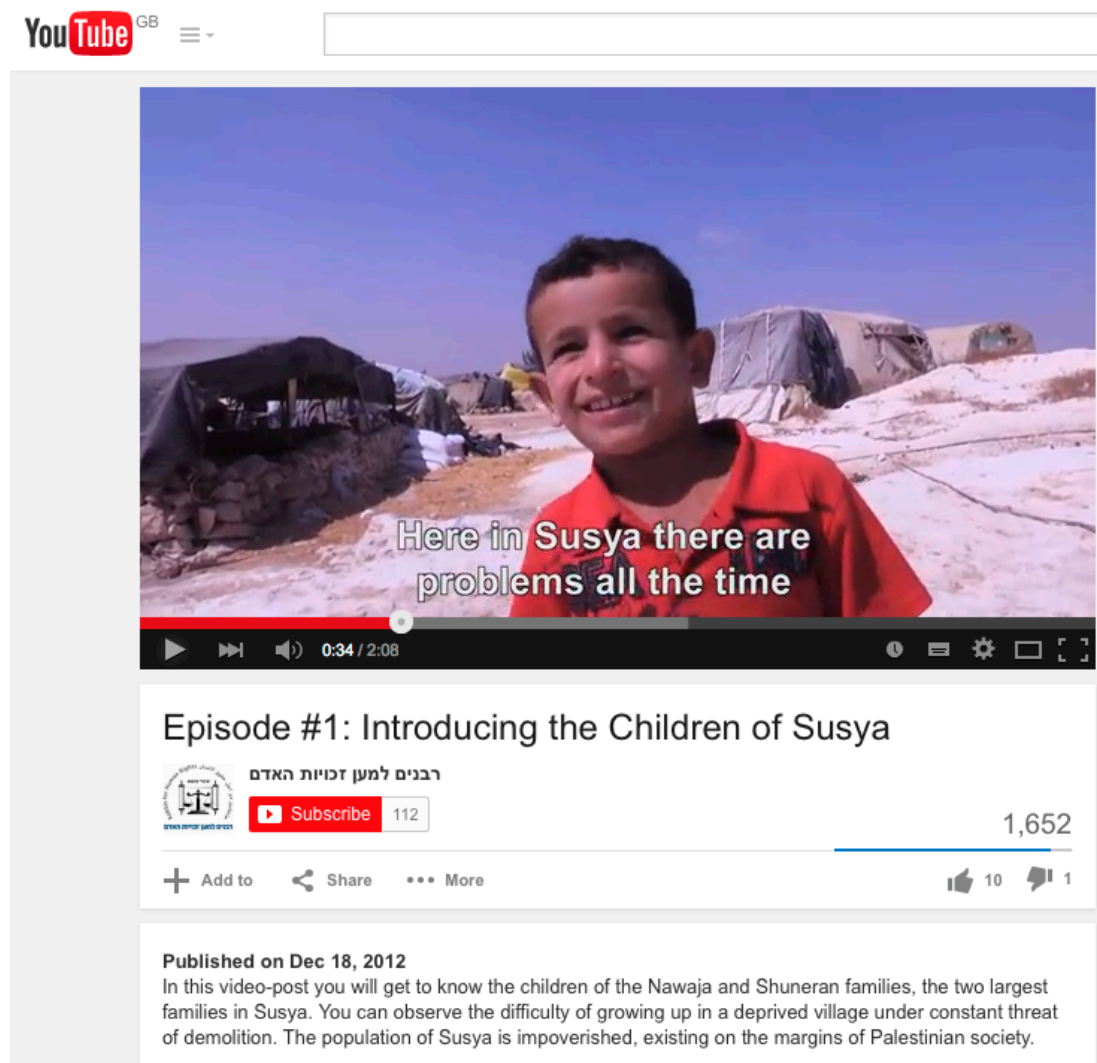 YouTube GB
Here in Susya there are
problems all the time
0:34 / 2:08
Episode #1: Introducing the Children of Susya
רבנים למען זכויות האדם
Subscribe 112
1,652
Add to Share More
10 1
Published on Dec 18, 2012
In this video-post you will get to know the children of the Nawaja and Shuneran families, the two largest
families in Susya. You can observe the difficulty of growing up in a deprived village under constant threat
of demolition. The population of Susya is impoverished, existing on the margins of Palestinian society.